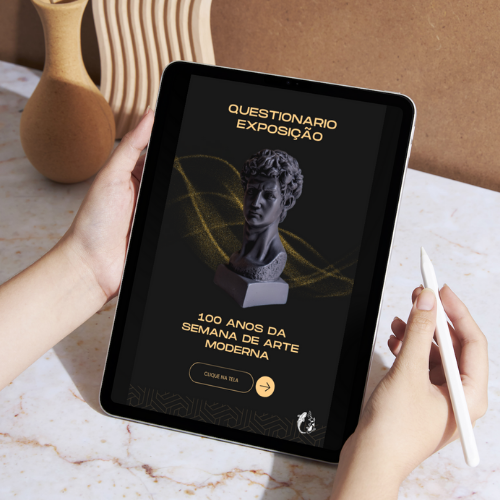 QUESTIONARIO
EXPOSIÇÃO
100 ANOS DA
SEMANA DE ARTE
MODERNA
CLIQUE NA TELA